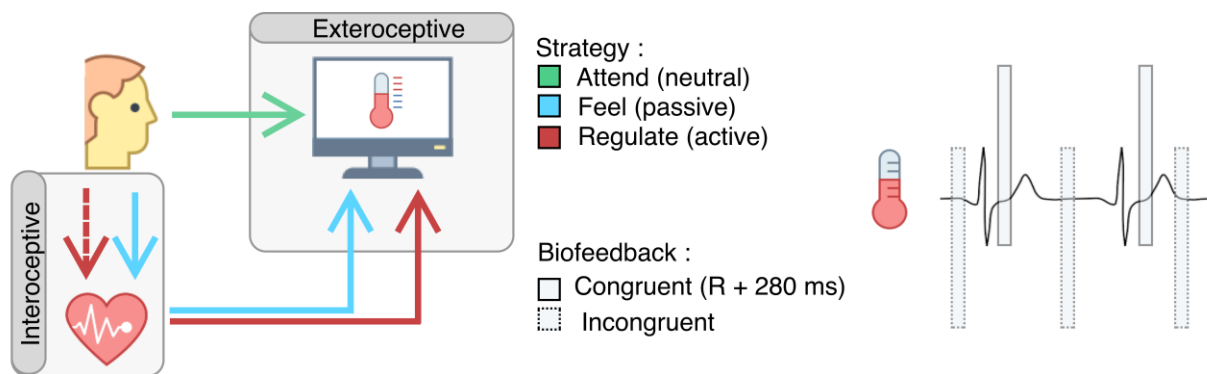 Exteroceptive
Interoceptive
Strategy :
Attend (neutral)
Feel (passive)
Regulate (active)
Biofeedback :
Congruent (R + 280 ms)
Incongruent